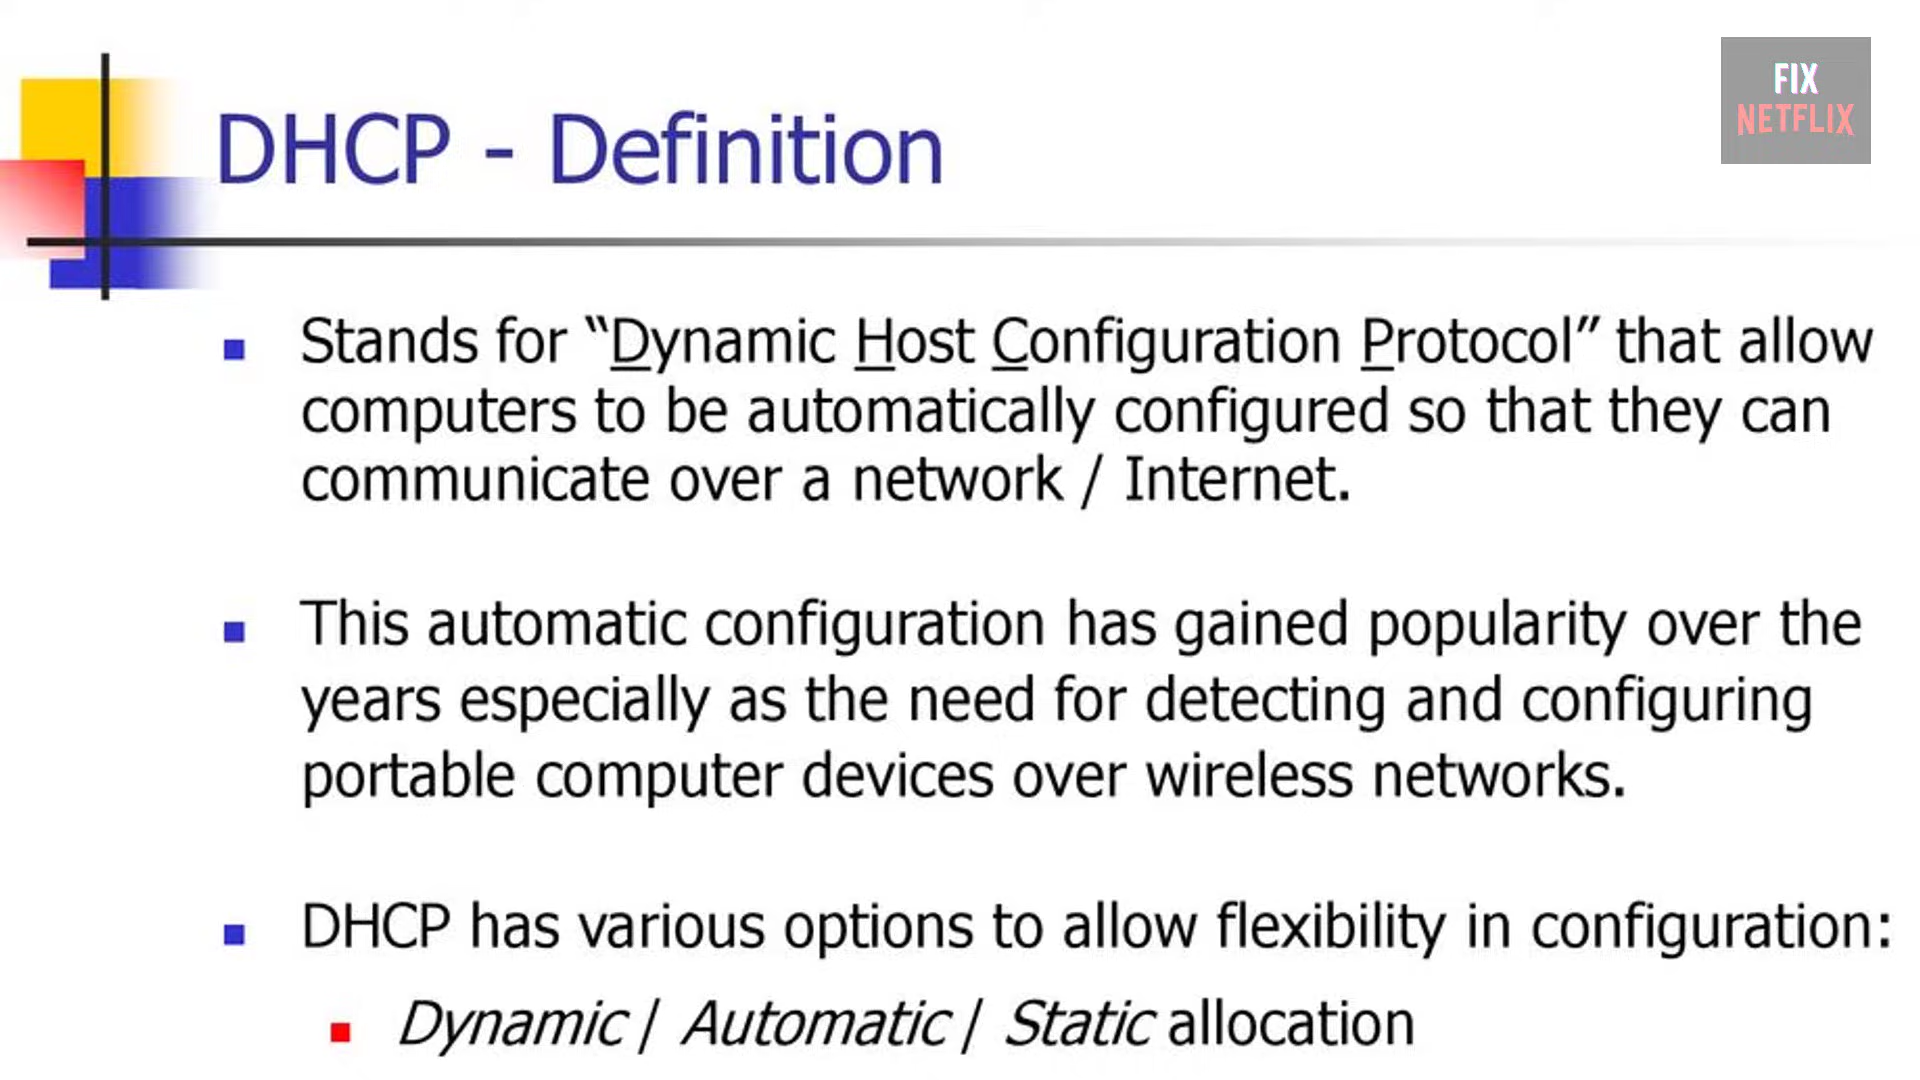 FIX
NETFLIX
DHCP - Definition
Stands for “Dynamic Host Configuration Protocol” that allow
computers to be automatically configured so that they can
communicate over a network / Internet.
This automatic configuration has gained popularity over the
years especially as the need for detecting and configuring
portable computer devices over wireless networks.
DHCP has various options to allow flexibility in configuration:
Dynamic / Automatic / Static allocation